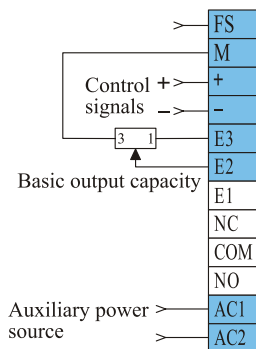 FS
M
Control + +
signals − −
3 1 E3
E2
Basic output capacity
E1
NC
COM
NO
Auxiliary power AC1
source AC2